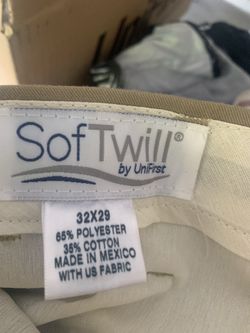 SofTwill®
by UniFirst
32X29
65% POLYESTER
35% COTTON
MADE IN MEXICO
WITH US FABRIC